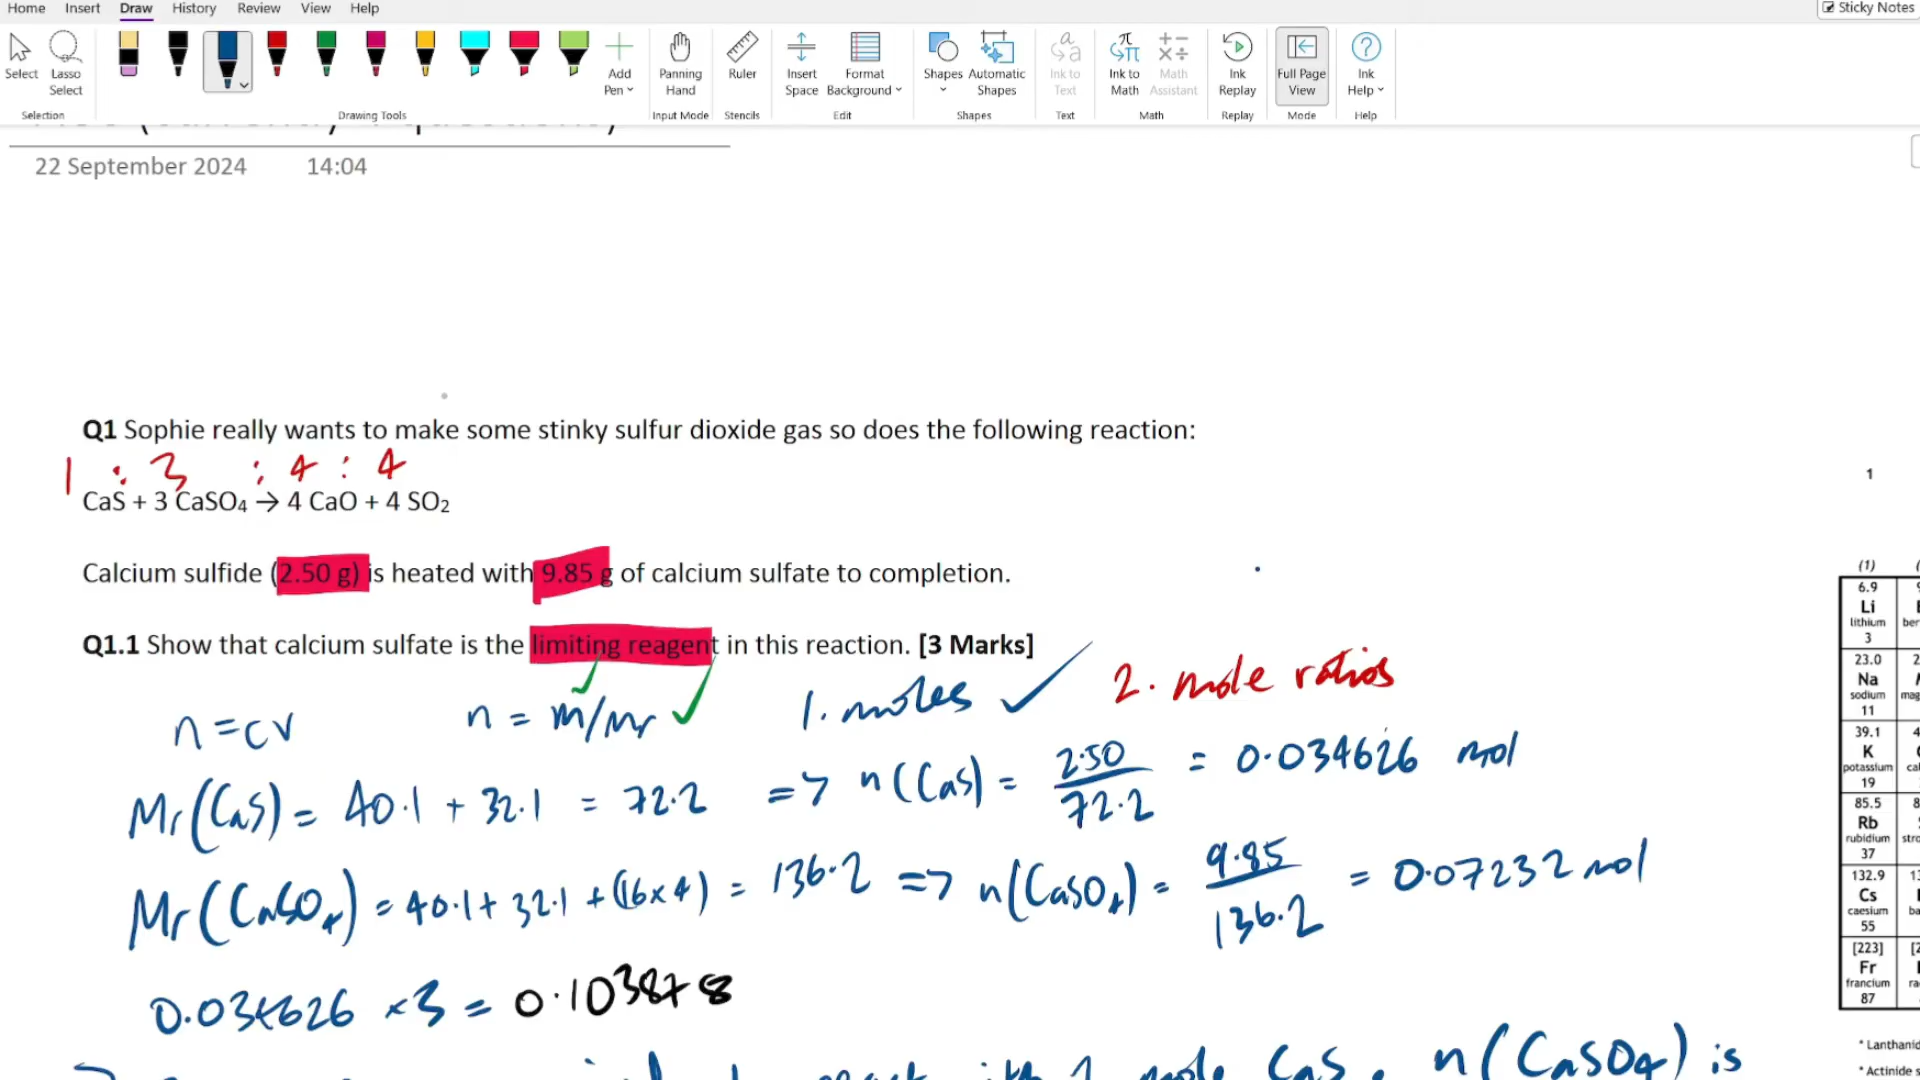 Home Insert Draw History Review View Help Sticky Notes
Select Lasso Select Add Pen Panning Hand Ruler Insert Space Format Background Shapes Automatic Shapes Ink to Text Ink to Math Math Assistant Ink Replay Full Page View Ink Help
Selection Drawing Tools Input Mode Stencils Edit Shapes Text Math Replay Mode Help
22 September 2024 14:04
Q1 Sophie really wants to make some stinky sulfur dioxide gas so does the following reaction:
1 : 3 : 4 : 4
CaS + 3 CaSO₄ → 4 CaO + 4 SO₂
Calcium sulfide (2.50 g) is heated with 9.85 g of calcium sulfate to completion.
Q1.1 Show that calcium sulfate is the limiting reagent in this reaction. [3 Marks]
n = cv n = m/Mr ✓ 1. moles ✓ 2. mole ratios
Mr(CaS) = 40.1 + 32.1 = 72.2 => n(CaS) = 2.50/72.2 = 0.034626 mol
Mr(CaSO₄) = 40.1 + 32.1 + (16x4) = 136.2 => n(CaSO₄) = 9.85/136.2 = 0.07232 mol
0.034626 x3 = 0.103878
1 mole CaS, n(CaSO4) is
1
(1)
6.9
Li
lithium
3
23.0
Na
sodium
11
39.1
K
potassium
19
85.5
Rb
rubidium
37
132.9
Cs
caesium
55
[223]
Fr
francium
87
* Lanthanid
* Actinide s